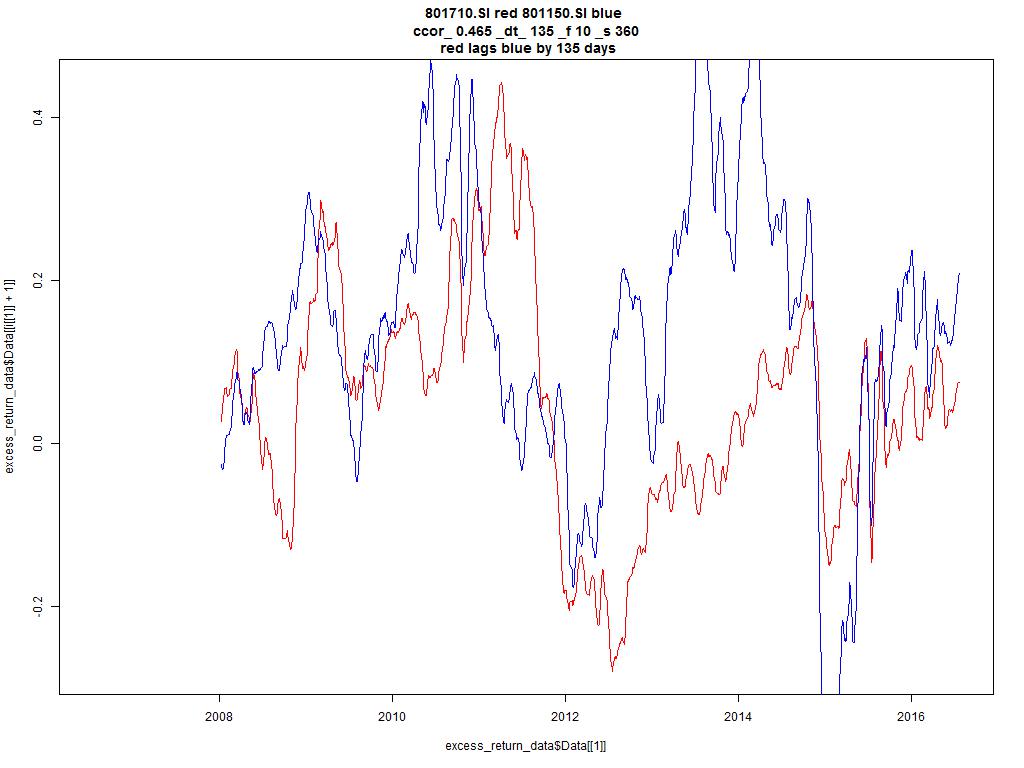 801710.SI red 801150.SI blue
ccor_ 0.465 _dt_ 135 _f 10 _s 360
red lags blue by 135 days
0.4
0.2
0.0
-0.2
excess_return_data$Data[[i[[1]] + 1]]
2008
2010
2012
2014
2016
excess_return_data$Data[[1]]